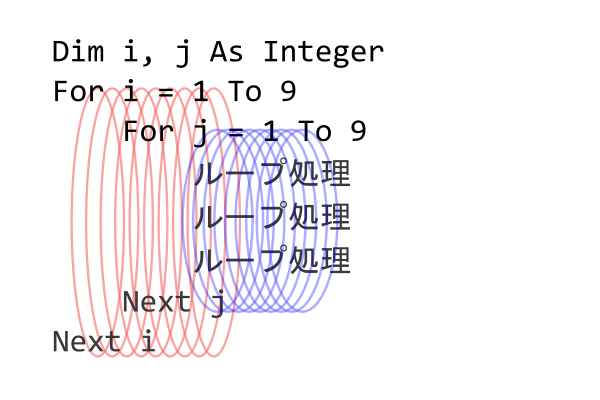 Dim i, j As Integer
For i = 1 To 9
For j = 1 To 9
ループ処理
ループ処理
ループ処理
Next j
Next i